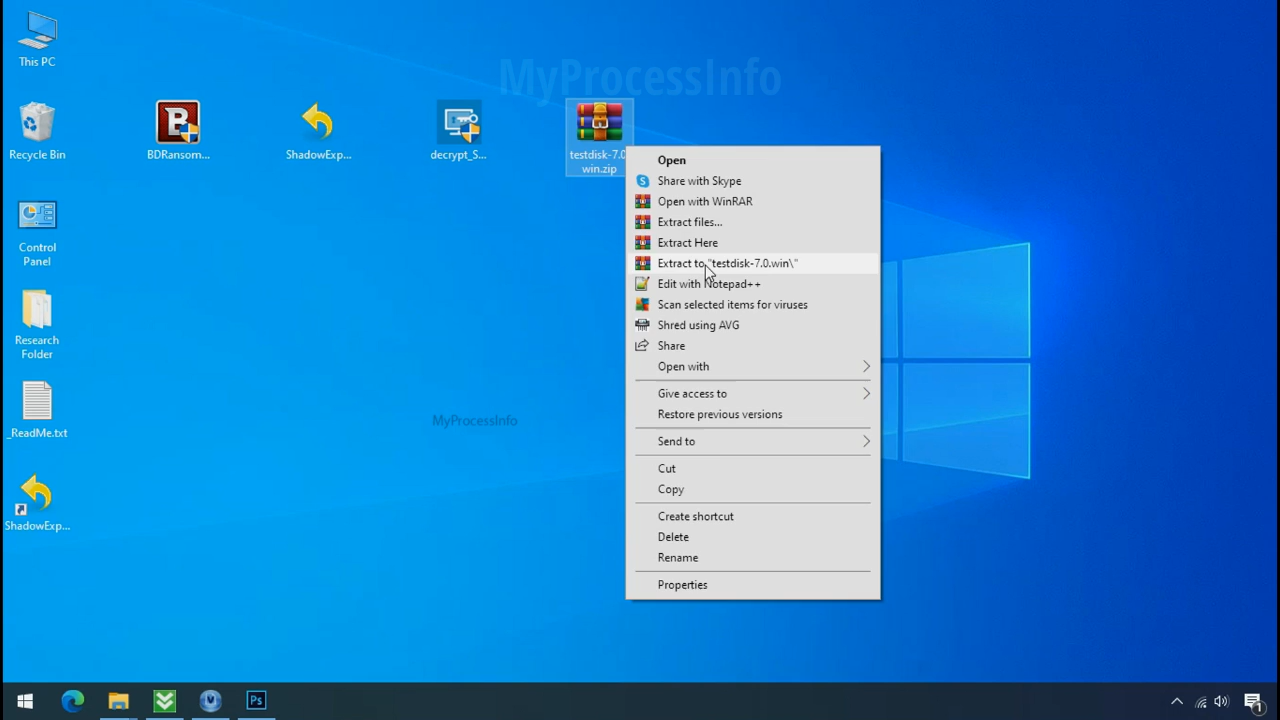 This PC
MyProcessInfo
Recycle Bin
BDRansom...
ShadowExp...
decrypt_S...
testdisk-7.0
win.zip
Control
Panel
Research
Folder
_ReadMe.txt
ShadowExp...
MyProcessInfo
Open
Share with Skype
Open with WinRAR
Extract files...
Extract Here
Extract to "testdisk-7.0.win\"
Edit with Notepad++
Scan selected items for viruses
Shred using AVG
Share
Open with
Give access to
Restore previous versions
Send to
Cut
Copy
Create shortcut
Delete
Rename
Properties
Ps
1